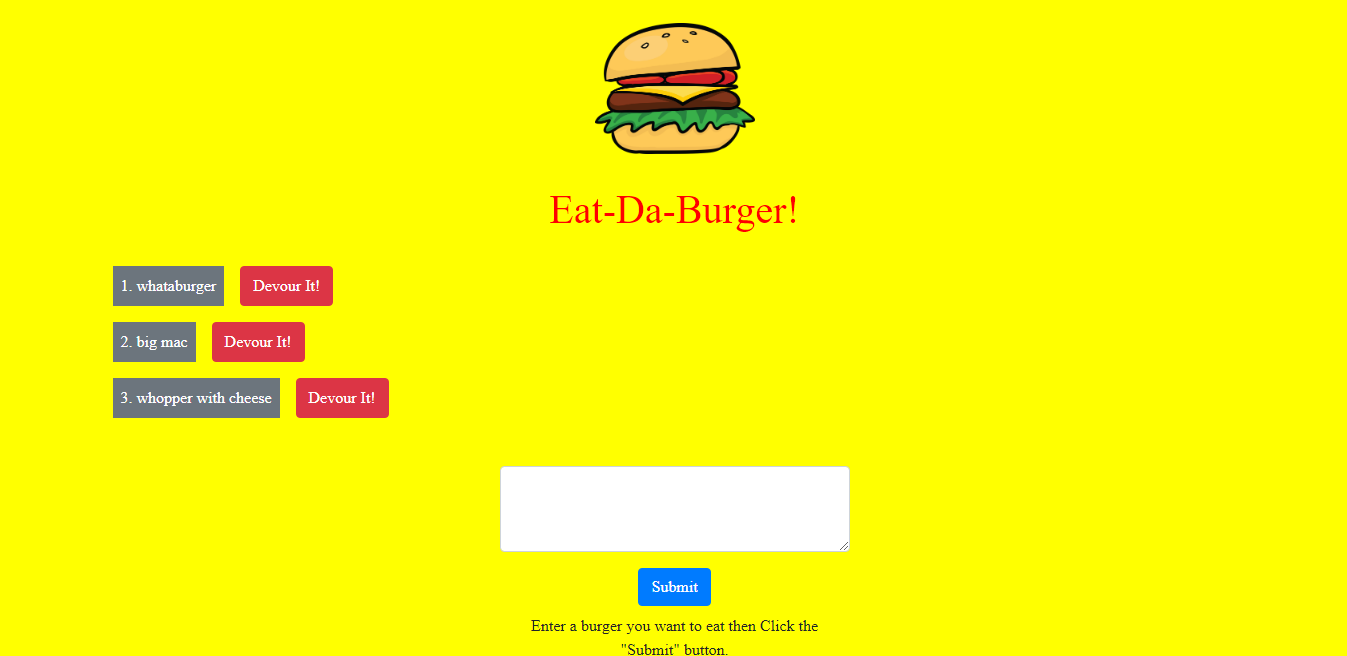 Eat-Da-Burger!
1. whataburger Devour It!
2. big mac Devour It!
3. whopper with cheese Devour It!
Submit
Enter a burger you want to eat then Click the
"Submit" button.